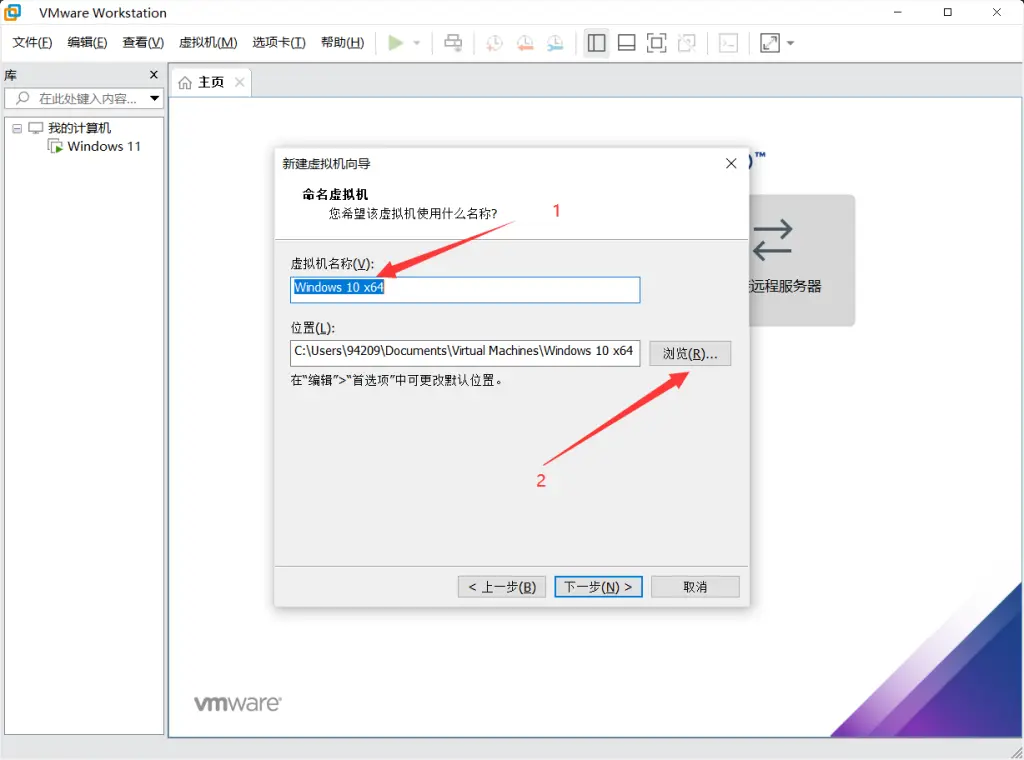 VMware Workstation
文件(F) 编辑(E) 查看(V) 虚拟机(M) 选项卡(T) 帮助(H)
库
主页
在此处键入内容...
我的计算机
Windows 11
新建虚拟机向导
™
命名虚拟机
您希望该虚拟机使用什么名称?
1
虚拟机名称(V):
Windows 10 x64
远程服务器
位置(L):
C:\Users\94209\Documents\Virtual Machines\Windows 10 x64
浏览(R)...
在“编辑”>“首选项”中可更改默认位置。
2
< 上一步(B) 下一步(N) > 取消
vmware®